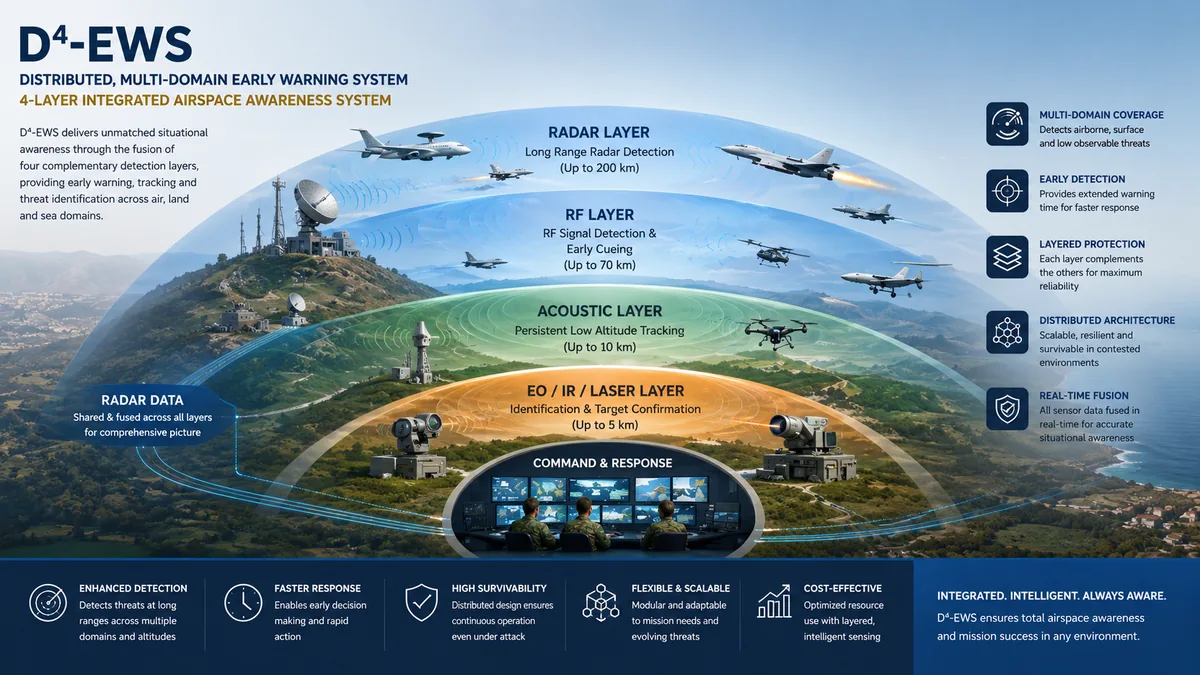 D⁴-EWS
DISTRIBUTED, MULTI-DOMAIN EARLY WARNING SYSTEM
4-LAYER INTEGRATED AIRSPACE AWARENESS SYSTEM
D⁴-EWS delivers unmatched situational
awareness through the fusion of
four complementary detection layers,
providing early warning, tracking and
threat identification across air, land
and sea domains.
RADAR LAYER
Long Range Radar Detection
(Up to 200 km)
RF LAYER
RF Signal Detection &
Early Cueing
(Up to 70 km)
ACOUSTIC LAYER
Persistent Low Altitude Tracking
(Up to 10 km)
EO / IR / LASER LAYER
Identification & Target Confirmation
(Up to 5 km)
COMMAND & RESPONSE
RADAR DATA
Shared & fused across all layers
for comprehensive picture
MULTI-DOMAIN COVERAGE
Detects airborne, surface
and low observable threats
EARLY DETECTION
Provides extended warning
time for faster response
LAYERED PROTECTION
Each layer complements
the others for maximum
reliability
DISTRIBUTED ARCHITECTURE
Scalable, resilient and
survivable in contested
environments
REAL-TIME FUSION
All sensor data fused in
real-time for accurate
situational awareness
ENHANCED DETECTION
Detects threats at long
ranges across multiple
domains and altitudes
FASTER RESPONSE
Enables early decision
making and rapid
action
HIGH SURVIVABILITY
Distributed design ensures
continuous operation
even under attack
FLEXIBLE & SCALABLE
Modular and adaptable
to mission needs and
evolving threats
COST-EFFECTIVE
Optimized resource
use with layered,
intelligent sensing
INTEGRATED. INTELLIGENT. ALWAYS AWARE.
D⁴-EWS ensures total airspace awareness
and mission success in any environment.